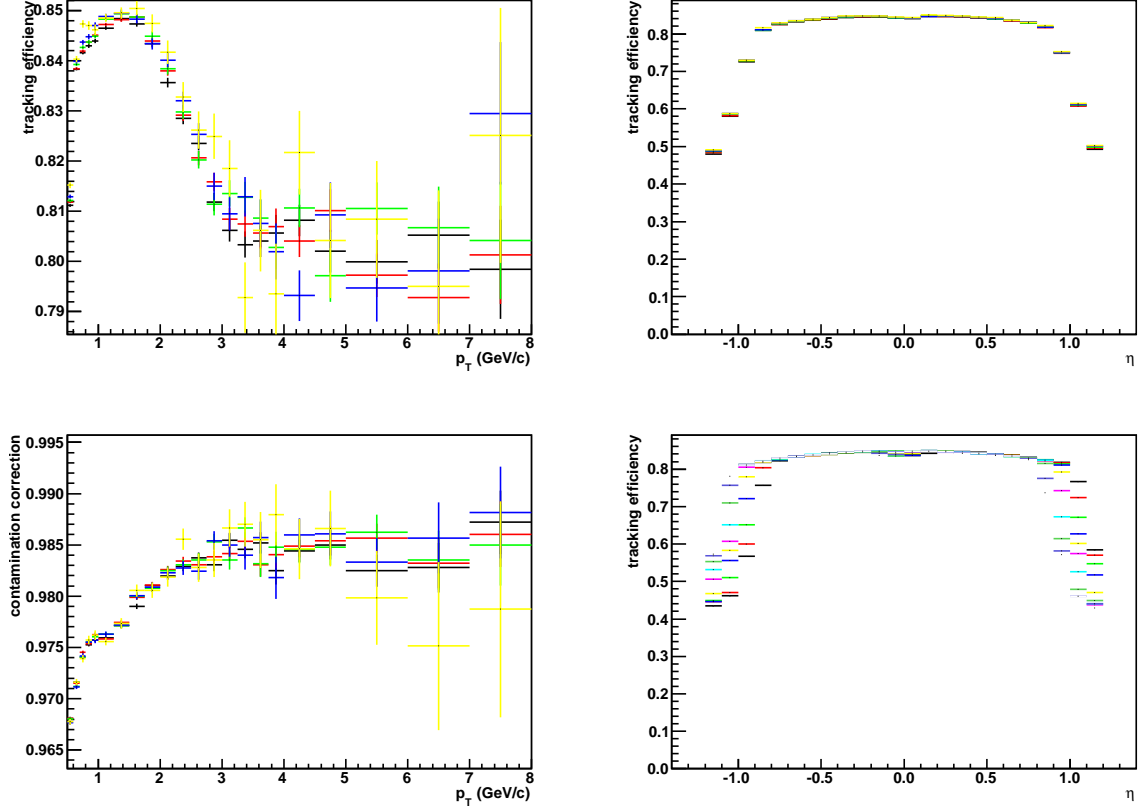 tracking efficiency
0.85
0.84
0.83
0.82
0.81
0.80
0.79
1 2 3 4 5 6 7 8
p_T (GeV/c)
tracking efficiency
0.8
0.7
0.6
0.5
0.4
0.3
0.2
0.1
0.0
-1.0 -0.5 0.0 0.5 1.0
η
contamination correction
0.995
0.990
0.985
0.980
0.975
0.970
0.965
1 2 3 4 5 6 7 8
p_T (GeV/c)
tracking efficiency
0.8
0.7
0.6
0.5
0.4
0.3
0.2
0.1
0.0
-1.0 -0.5 0.0 0.5 1.0
η